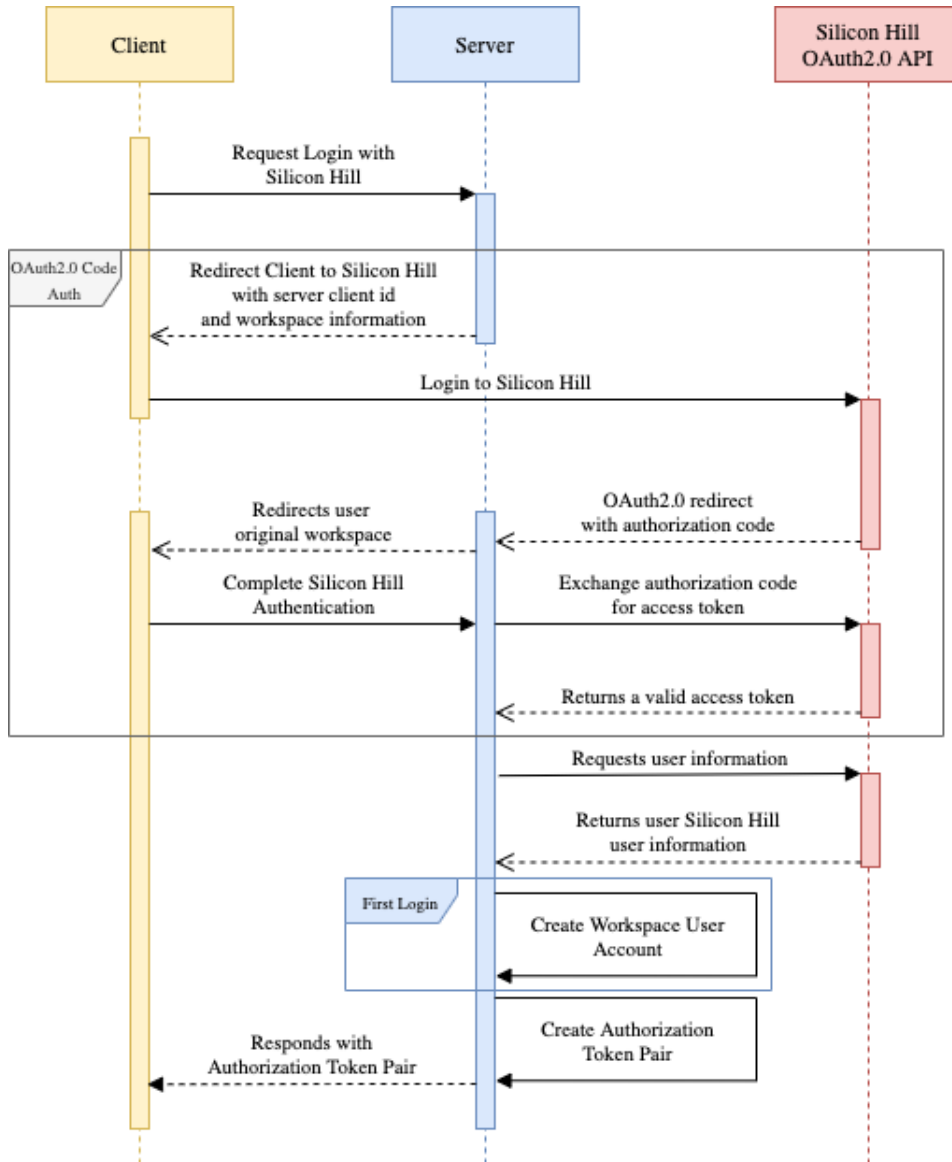 Client
Server
Silicon Hill
OAuth2.0 API
Request Login with
Silicon Hill
OAuth2.0 Code
Auth
Redirect Client to Silicon Hill
with server client id
and workspace information
Login to Silicon Hill
Redirects user
original workspace
OAuth2.0 redirect
with authorization code
Complete Silicon Hill
Authentication
Exchange authorization code
for access token
Returns a valid access token
Requests user information
Returns user Silicon Hill
user information
First Login
Create Workspace User
Account
Create Authorization
Token Pair
Responds with
Authorization Token Pair